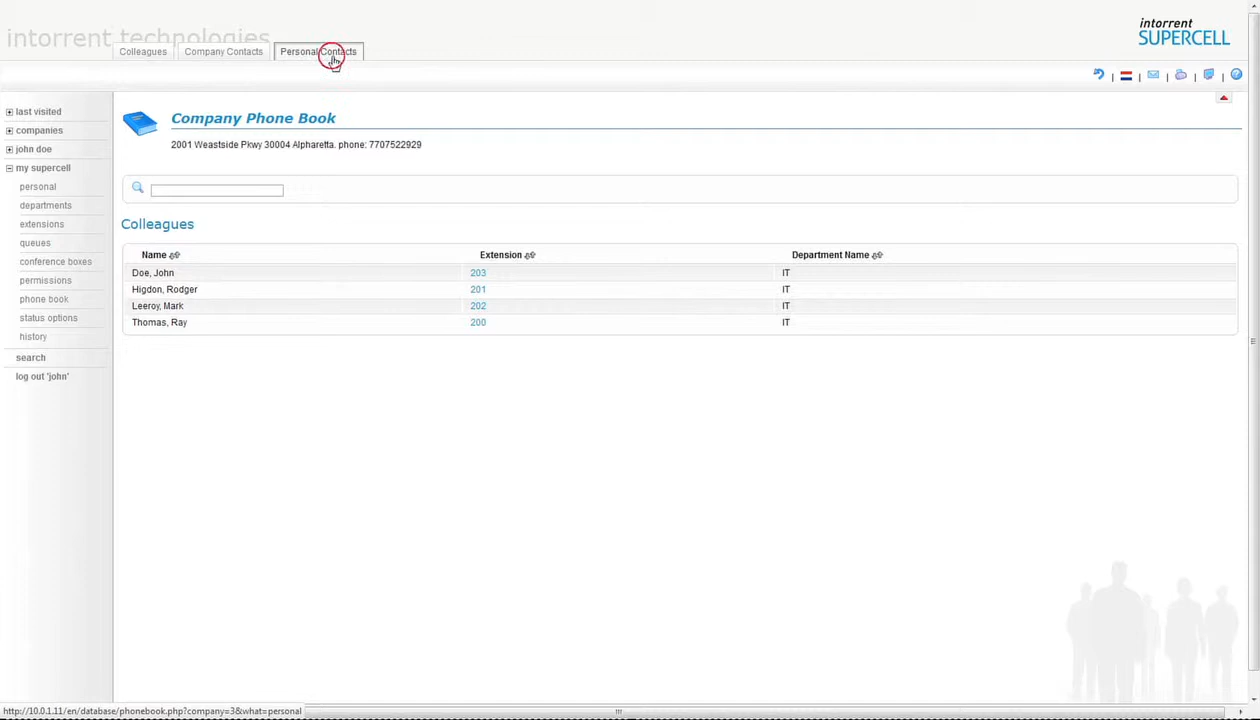 intorrent technologies
intorrent
SUPERCELL
Colleagues
Company Contacts
Personal Contacts
last visited
companies
john doe
my supercell
personal
departments
extensions
queues
conference boxes
permissions
phone book
status options
history
search
log out 'john'
Company Phone Book
2001 Weastside Pkwy 30004 Alpharetta. phone: 7707522929
Colleagues
Name Extension Department Name
Doe, John 203 IT
Higdon, Rodger 201 IT
Leeroy, Mark 202 IT
Thomas, Ray 200 IT
http://10.0.1.11/en/database/phonebook.php?company=3&what=personal